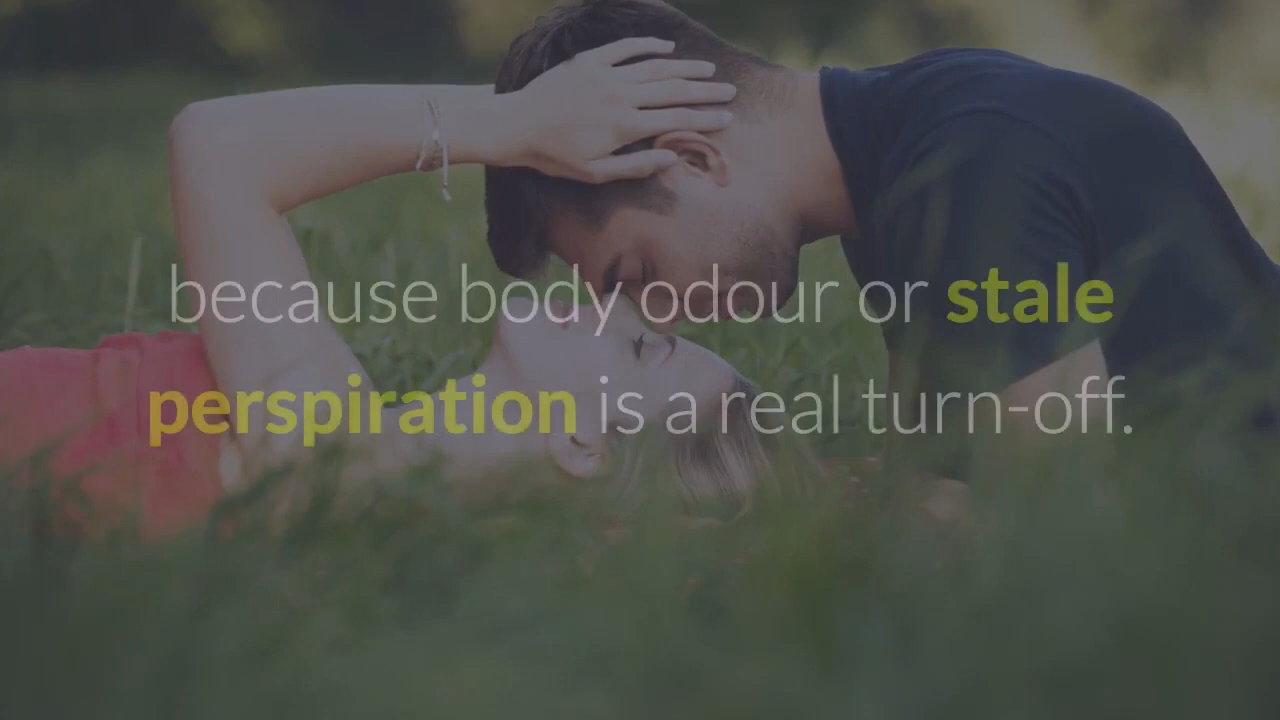 because body odour or stale
perspiration is a real turn-off.